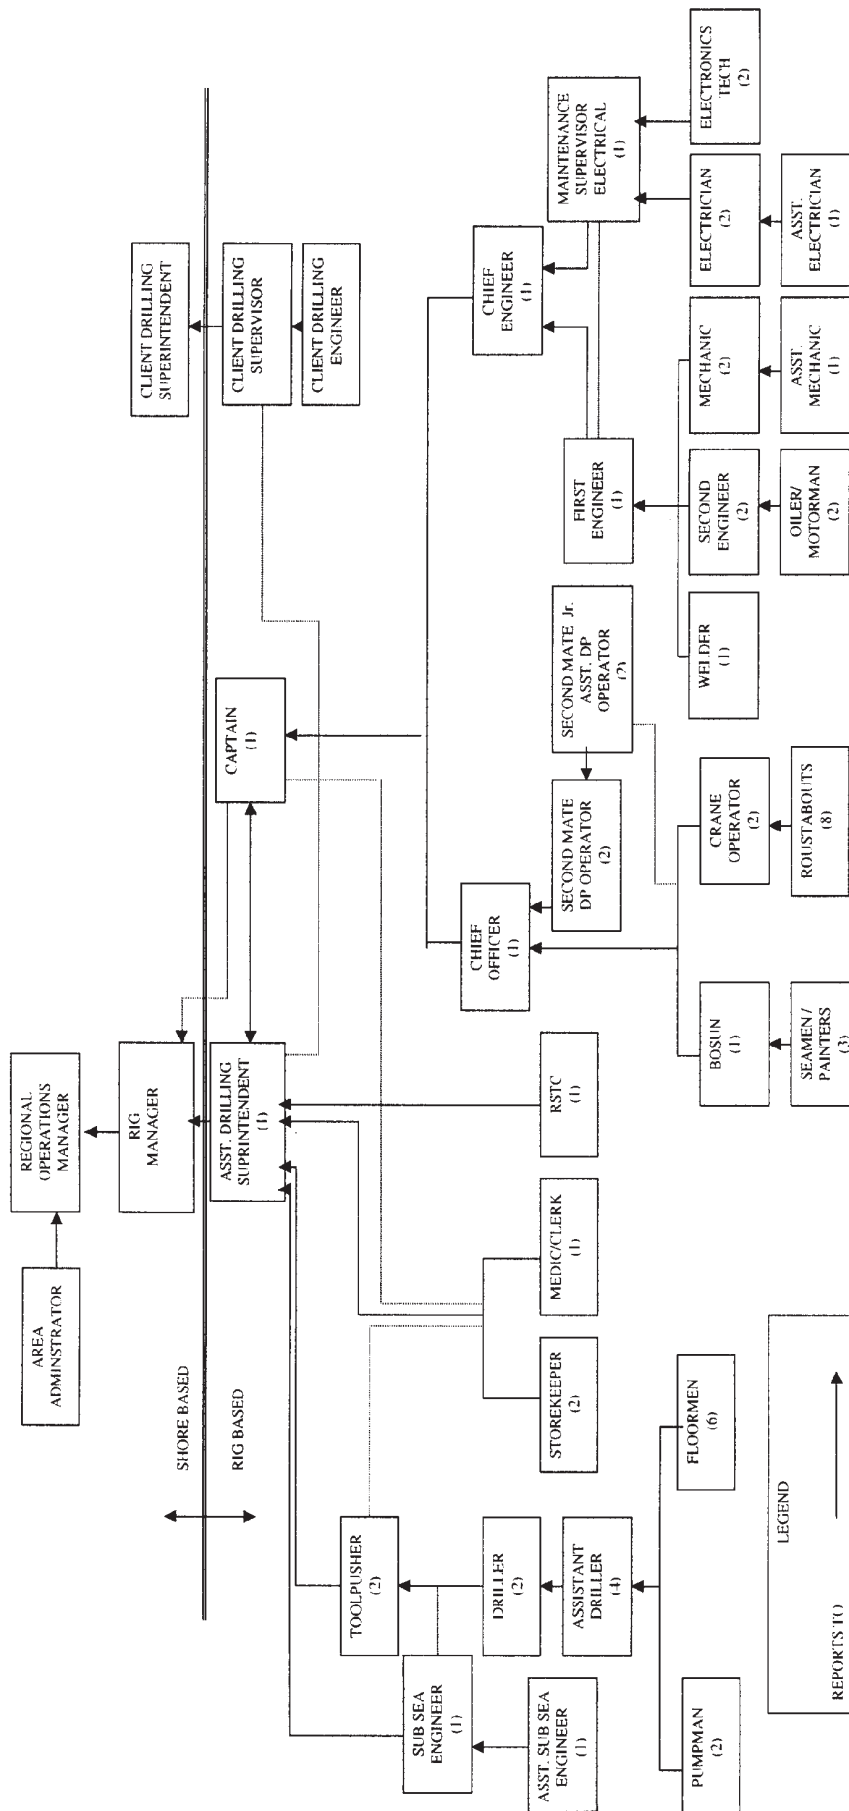 AREA
ADMINSTRATOR
REGIONAL
OPERATIONS
MANAGER
RIG
MANAGER
CLIENT DRILLING
SUPERINTENDENT
SHORE BASED
RIG BASED
ASST. DRILLING
SUPRINTENDENT
(1)
CAPTAIN
(1)
CLIENT DRILLING
SUPERVISOR
CLIENT DRILLING
ENGINEER
TOOLPUSHER
(2)
SUB SEA
ENGINEER
(1)
ASST. SUB SEA
ENGINEER
(1)
DRILLER
(2)
ASSISTANT
DRILLER
(4)
PUMPMAN
(2)
FLOORMEN
(6)
STOREKEEPER
(2)
MEDIC/CLERK
(1)
RSTC
(1)
CHIEF
OFFICER
(1)
SECOND MATE
DP OPERATOR
(2)
SECOND MATE Jr.
ASST. DP
OPERATOR
(2)
BOSUN
(1)
SEAMEN /
PAINTERS
(3)
CRANE
OPERATOR
(2)
ROUSTABOUTS
(8)
CHIEF
ENGINEER
(1)
FIRST
ENGINEER
(1)
MAINTENANCE
SUPERVISOR
ELECTRICAL
(1)
WELDER
(1)
SECOND
ENGINEER
(2)
OILER/
MOTORMAN
(2)
MECHANIC
(2)
ASST.
MECHANIC
(1)
ELECTRICIAN
(2)
ASST.
ELECTRICIAN
(1)
ELECTRONICS
TECH
(2)
LEGEND
REPORTS TO